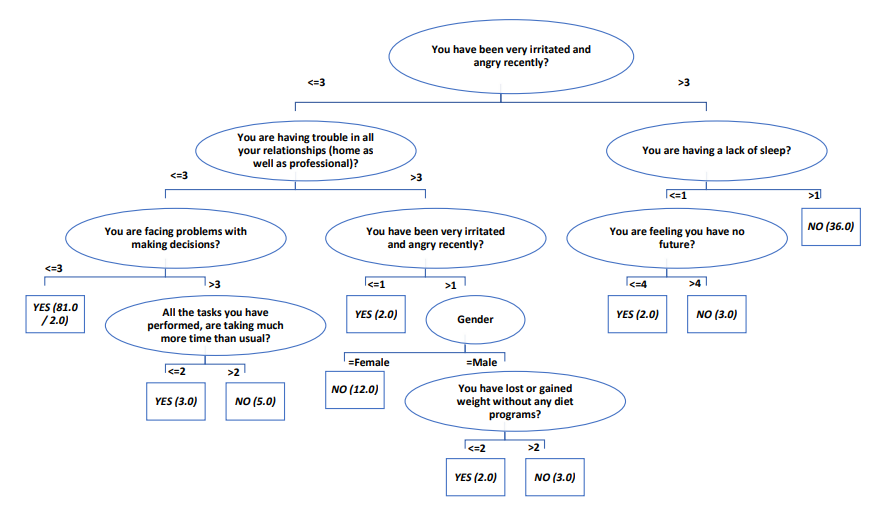 You have been very irritated and
angry recently?
<=3
>3
You are having trouble in all
your relationships (home as
well as professional)?
You are having a lack of sleep?
<=3
>3
<=1
>1
You are facing problems with
making decisions?
You have been very irritated
and angry recently?
You are feeling you have no
future?
NO (36.0)
<=3
>3
<=1
>1
<=4
>4
YES (81.0
/ 2.0)
All the tasks you have
performed, are taking much
more time than usual?
YES (2.0)
Gender
YES (2.0)
NO (3.0)
<=2
>2
=Female
=Male
YES (3.0)
NO (5.0)
NO (12.0)
You have lost or gained
weight without any diet
programs?
<=2
>2
YES (2.0)
NO (3.0)